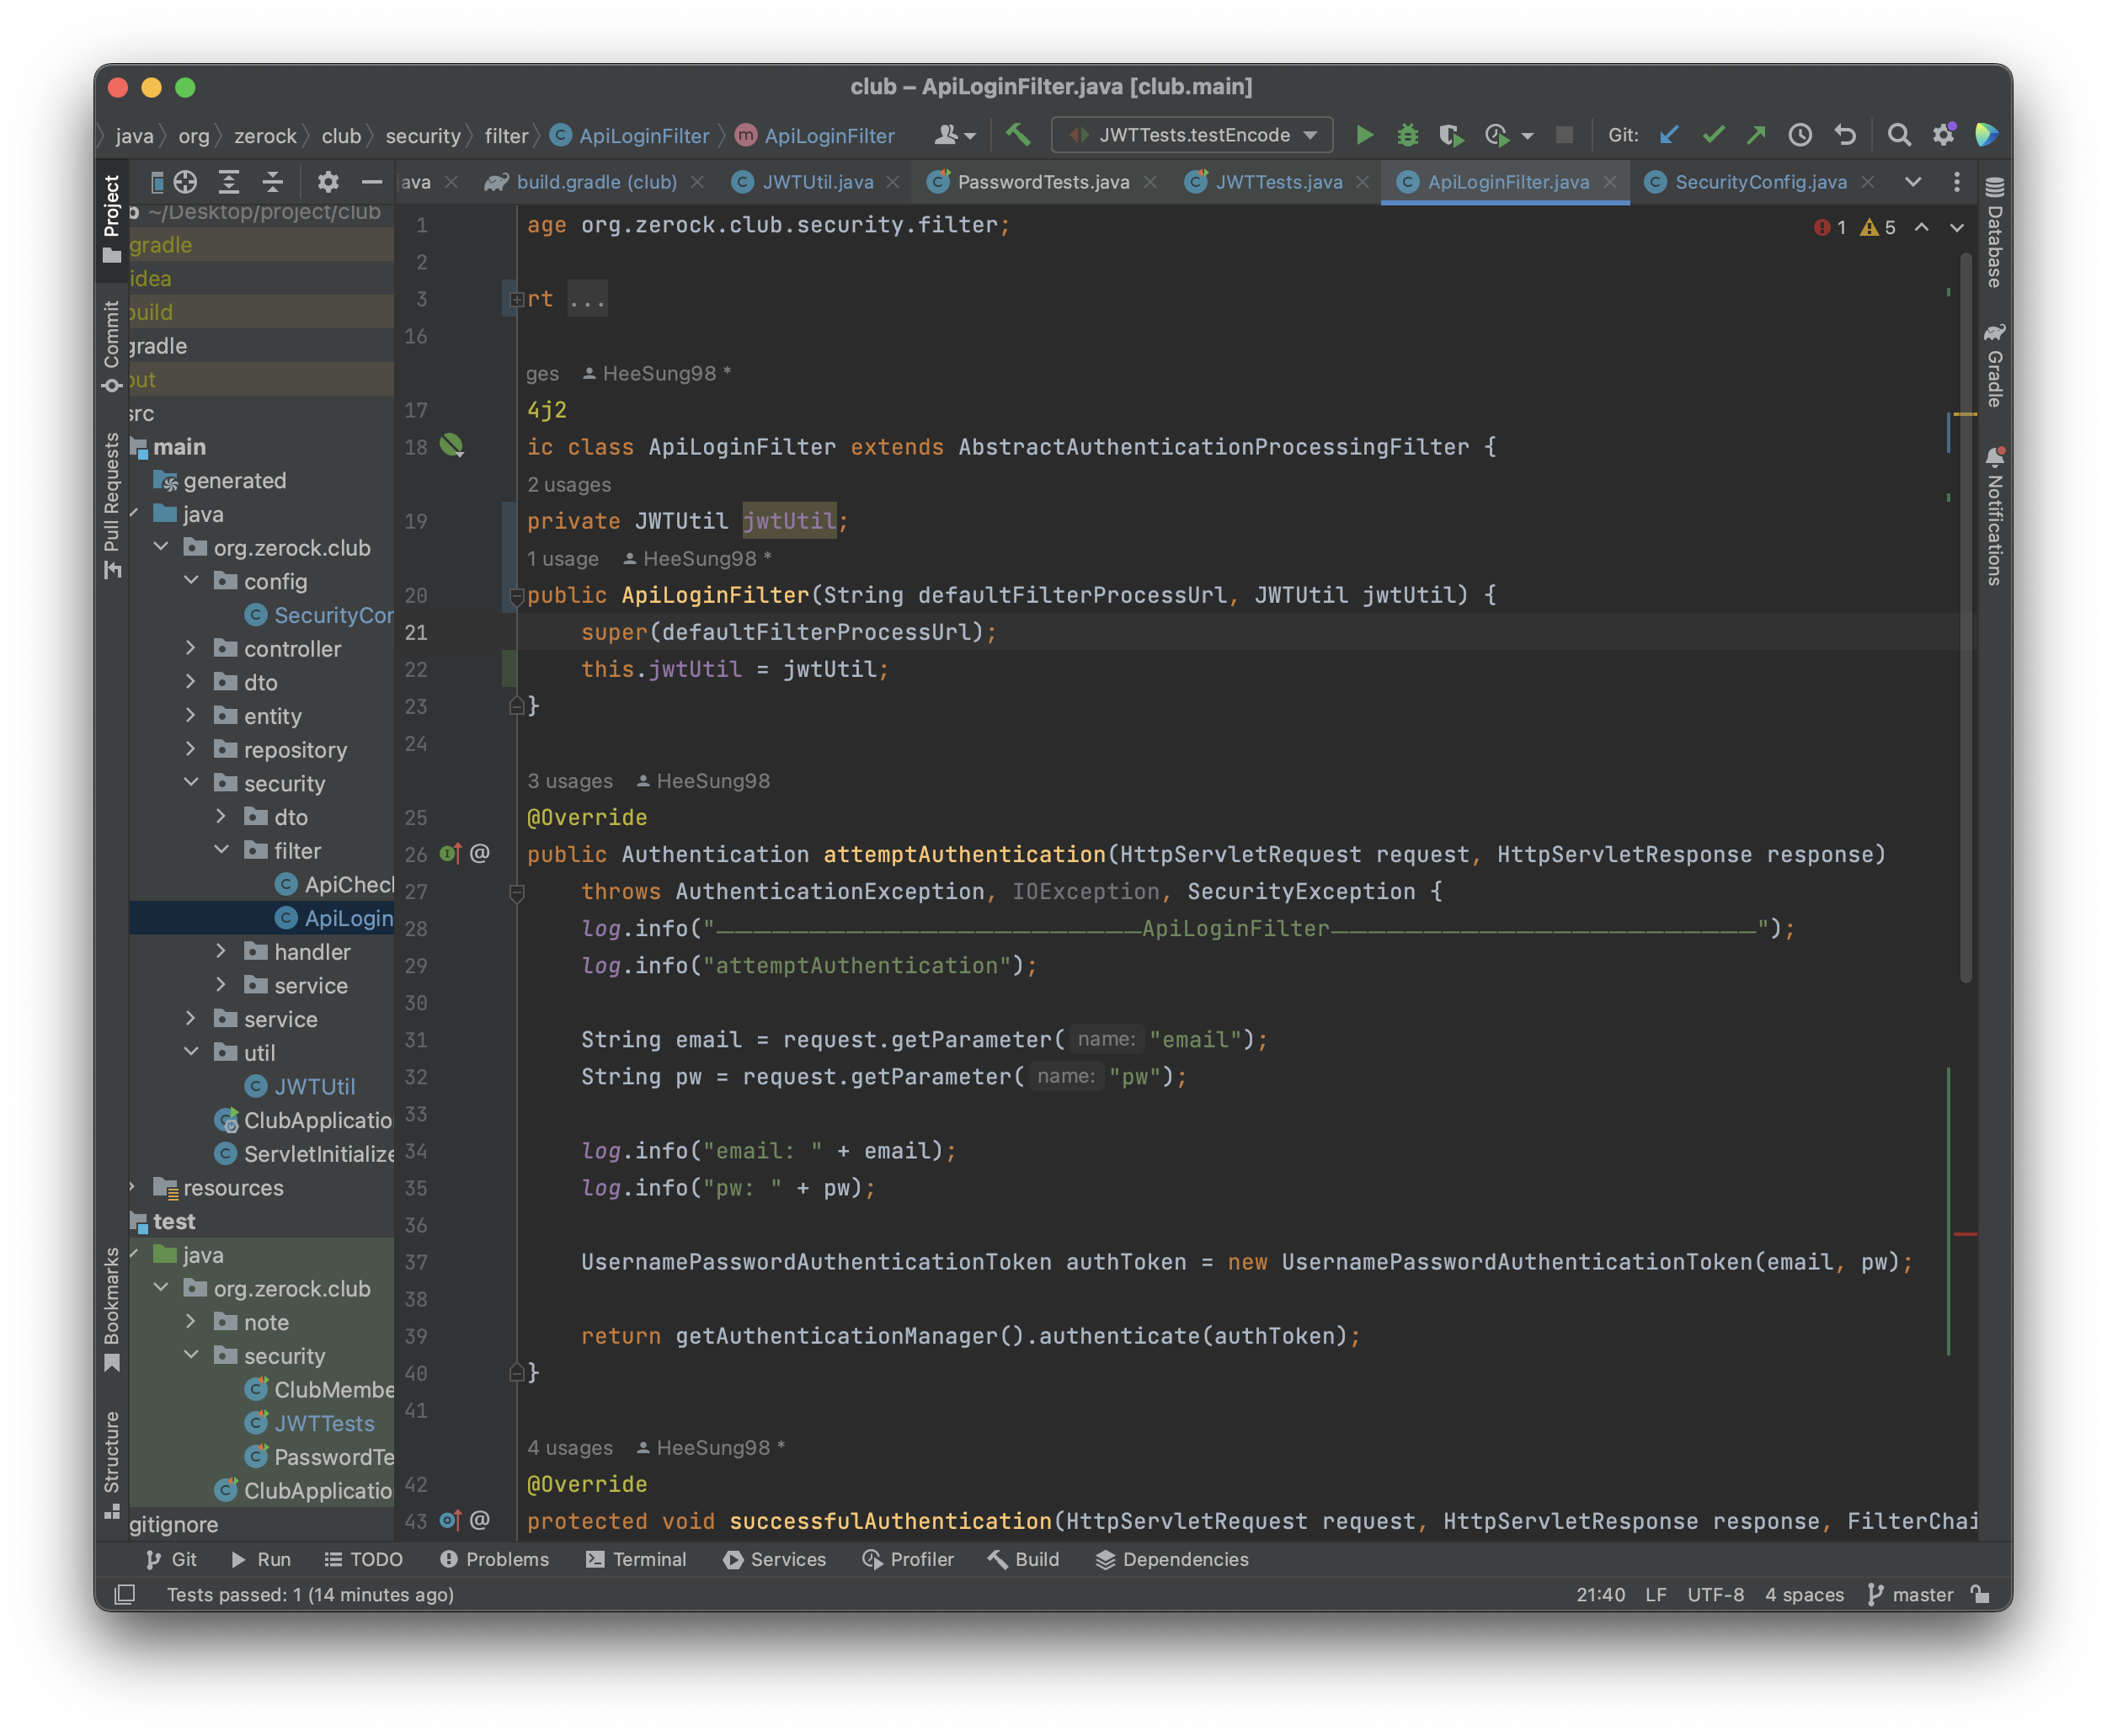 club – ApiLoginFilter.java [club.main]
java org zerock club security filter ApiLoginFilter ApiLoginFilter JWTTests.testEncode Git:
ava build.gradle (club) JWTUtil.java PasswordTests.java JWTTests.java ApiLoginFilter.java SecurityConfig.java
Project
Commit
Pull Requests
Bookmarks
Structure
b ~/Desktop/project/club
gradle
idea
build
gradle
out
src
main
generated
java
org.zerock.club
config
SecurityCon
controller
dto
entity
repository
security
dto
filter
ApiCheck
ApiLogin
handler
service
service
util
JWTUtil
ClubApplicatio
ServletInitialize
resources
test
java
org.zerock.club
note
security
ClubMembe
JWTTests
PasswordTe
ClubApplicatio
gitignore
1 age org.zerock.club.security.filter;
2
3 rt ...
16
ges HeeSung98 *
17 4j2
18 ic class ApiLoginFilter extends AbstractAuthenticationProcessingFilter {
2 usages
19 private JWTUtil jwtUtil;
1 usage HeeSung98 *
20 public ApiLoginFilter(String defaultFilterProcessUrl, JWTUtil jwtUtil) {
21 super(defaultFilterProcessUrl);
22 this.jwtUtil = jwtUtil;
23 }
24
3 usages HeeSung98
25 @Override
26 @ public Authentication attemptAuthentication(HttpServletRequest request, HttpServletResponse response)
27 throws AuthenticationException, IOException, SecurityException {
28 log.info("———————————————————————ApiLoginFilter———————————————————————");
29 log.info("attemptAuthentication");
30
31 String email = request.getParameter( name: "email");
32 String pw = request.getParameter( name: "pw");
33
34 log.info("email: " + email);
35 log.info("pw: " + pw);
36
37 UsernamePasswordAuthenticationToken authToken = new UsernamePasswordAuthenticationToken(email, pw);
38
39 return getAuthenticationManager().authenticate(authToken);
40 }
41
4 usages HeeSung98 *
42 @Override
43 @ protected void successfulAuthentication(HttpServletRequest request, HttpServletResponse response, FilterChai
1 5
Database
Gradle
Notifications
Git Run TODO Problems Terminal Services Profiler Build Dependencies
Tests passed: 1 (14 minutes ago) 21:40 LF UTF-8 4 spaces master